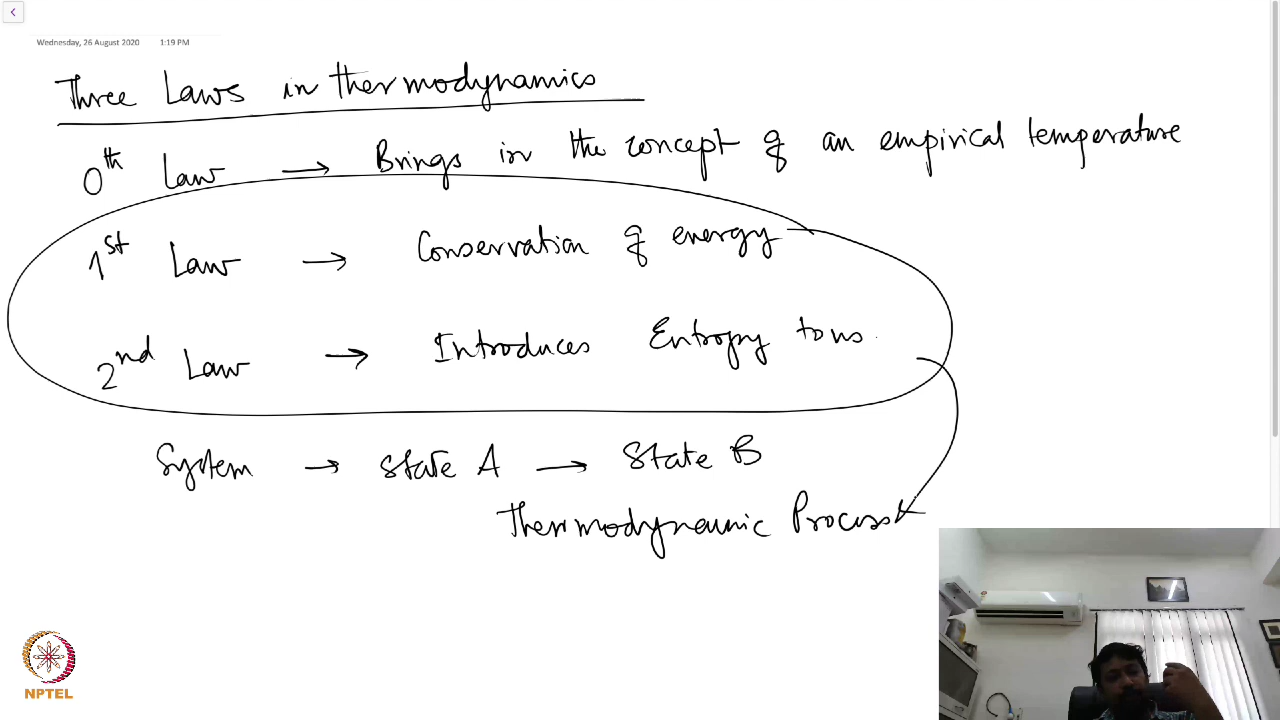 Wednesday, 26 August 2020 1:19 PM
Three Laws in thermodynamics
0th Law → Brings in the concept of an empirical temperature
1st Law → Conservation of energy
2nd Law → Introduces Entropy to us.
System → State A → State B
Thermodynamic Process
NPTEL